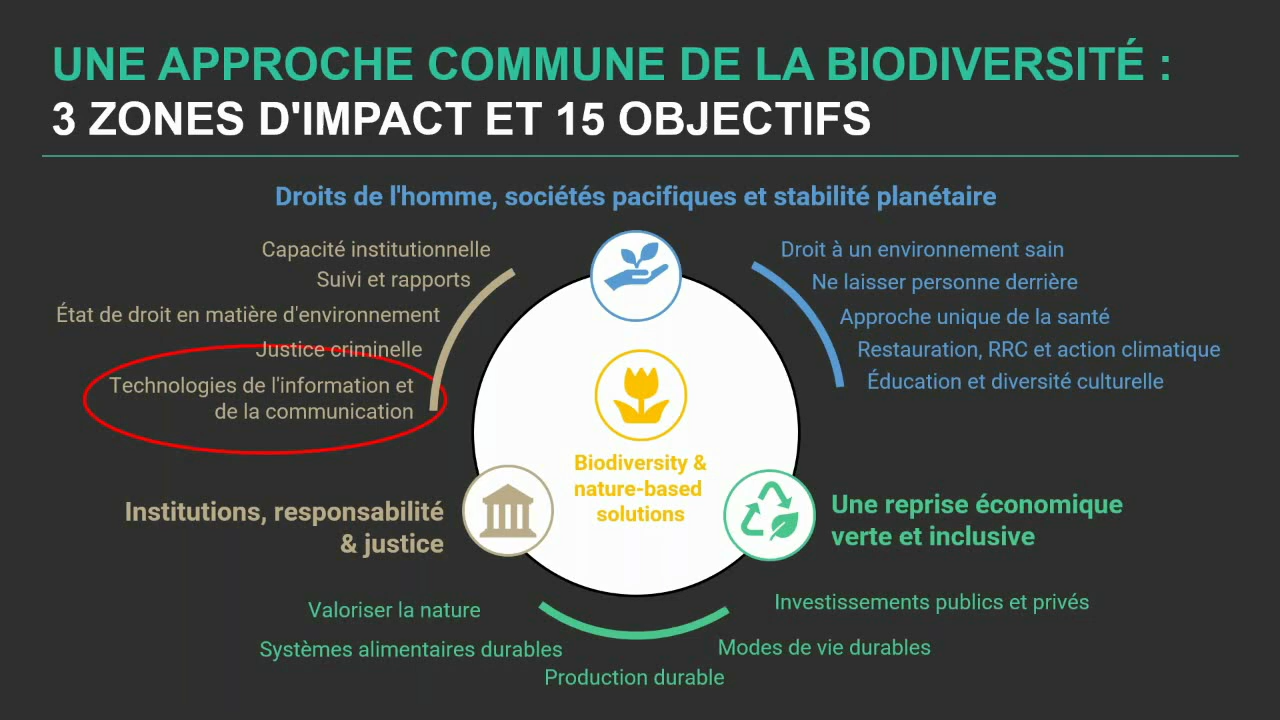 UNE APPROCHE COMMUNE DE LA BIODIVERSITÉ :
3 ZONES D'IMPACT ET 15 OBJECTIFS
Droits de l'homme, sociétés pacifiques et stabilité planétaire
Capacité institutionnelle
Suivi et rapports
État de droit en matière d'environnement
Justice criminelle
Technologies de l'information et
de la communication
Droit à un environnement sain
Ne laisser personne derrière
Approche unique de la santé
Restauration, RRC et action climatique
Éducation et diversité culturelle
Biodiversity &
nature-based
solutions
Institutions, responsabilité
& justice
Une reprise économique
verte et inclusive
Valoriser la nature
Systèmes alimentaires durables
Production durable
Modes de vie durables
Investissements publics et privés